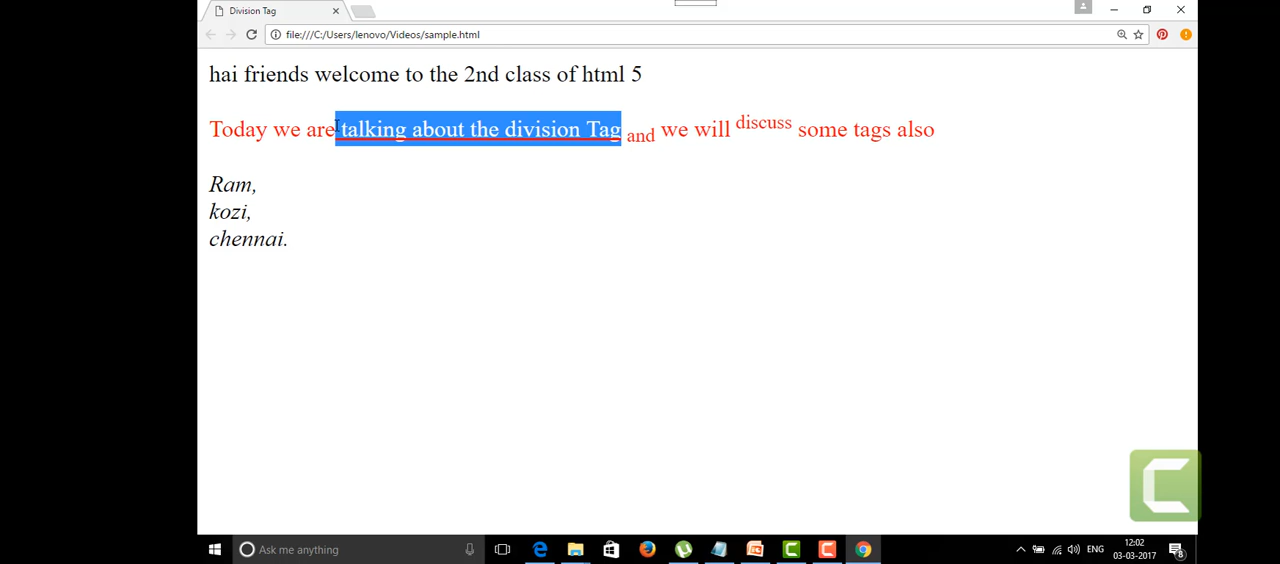 Division Tag
file:///C:/Users/lenovo/Videos/sample.html
hai friends welcome to the 2nd class of html 5
Today we are talking about the division Tag and we will discuss some tags also
Ram,
kozi,
chennai.
Ask me anything
ENG
12:02
03-03-2017
8